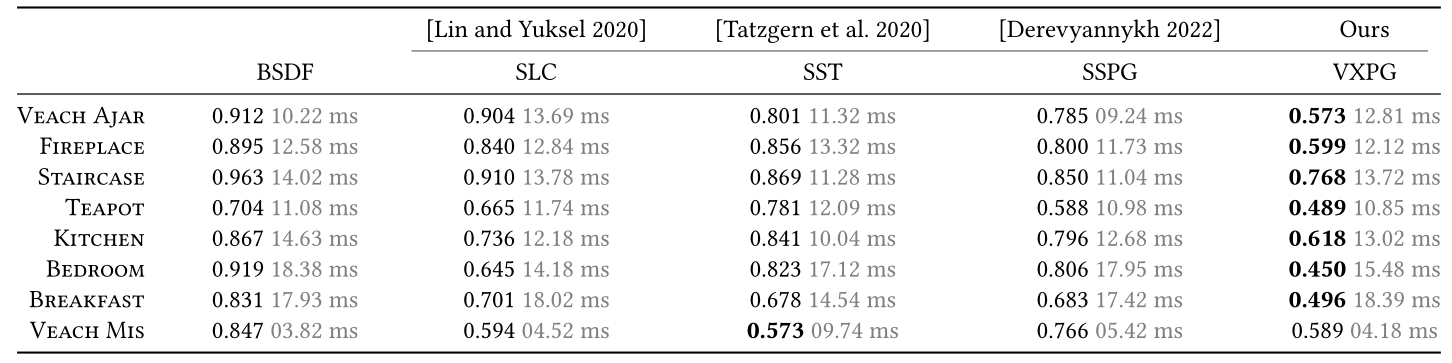 [Lin and Yuksel 2020] [Tatzgern et al. 2020] [Derevyannykh 2022] Ours
BSDF SLC SST SSPG VXPG
Veach Ajar 0.912 10.22 ms 0.904 13.69 ms 0.801 11.32 ms 0.785 09.24 ms 0.573 12.81 ms
Fireplace 0.895 12.58 ms 0.840 12.84 ms 0.856 13.32 ms 0.800 11.73 ms 0.599 12.12 ms
Staircase 0.963 14.02 ms 0.910 13.78 ms 0.869 11.28 ms 0.850 11.04 ms 0.768 13.72 ms
Teapot 0.704 11.08 ms 0.665 11.74 ms 0.781 12.09 ms 0.588 10.98 ms 0.489 10.85 ms
Kitchen 0.867 14.63 ms 0.736 12.18 ms 0.841 10.04 ms 0.796 12.68 ms 0.618 13.02 ms
Bedroom 0.919 18.38 ms 0.645 14.18 ms 0.823 17.12 ms 0.806 17.95 ms 0.450 15.48 ms
Breakfast 0.831 17.93 ms 0.701 18.02 ms 0.678 14.54 ms 0.683 17.42 ms 0.496 18.39 ms
Veach Mis 0.847 03.82 ms 0.594 04.52 ms 0.573 09.74 ms 0.766 05.42 ms 0.589 04.18 ms